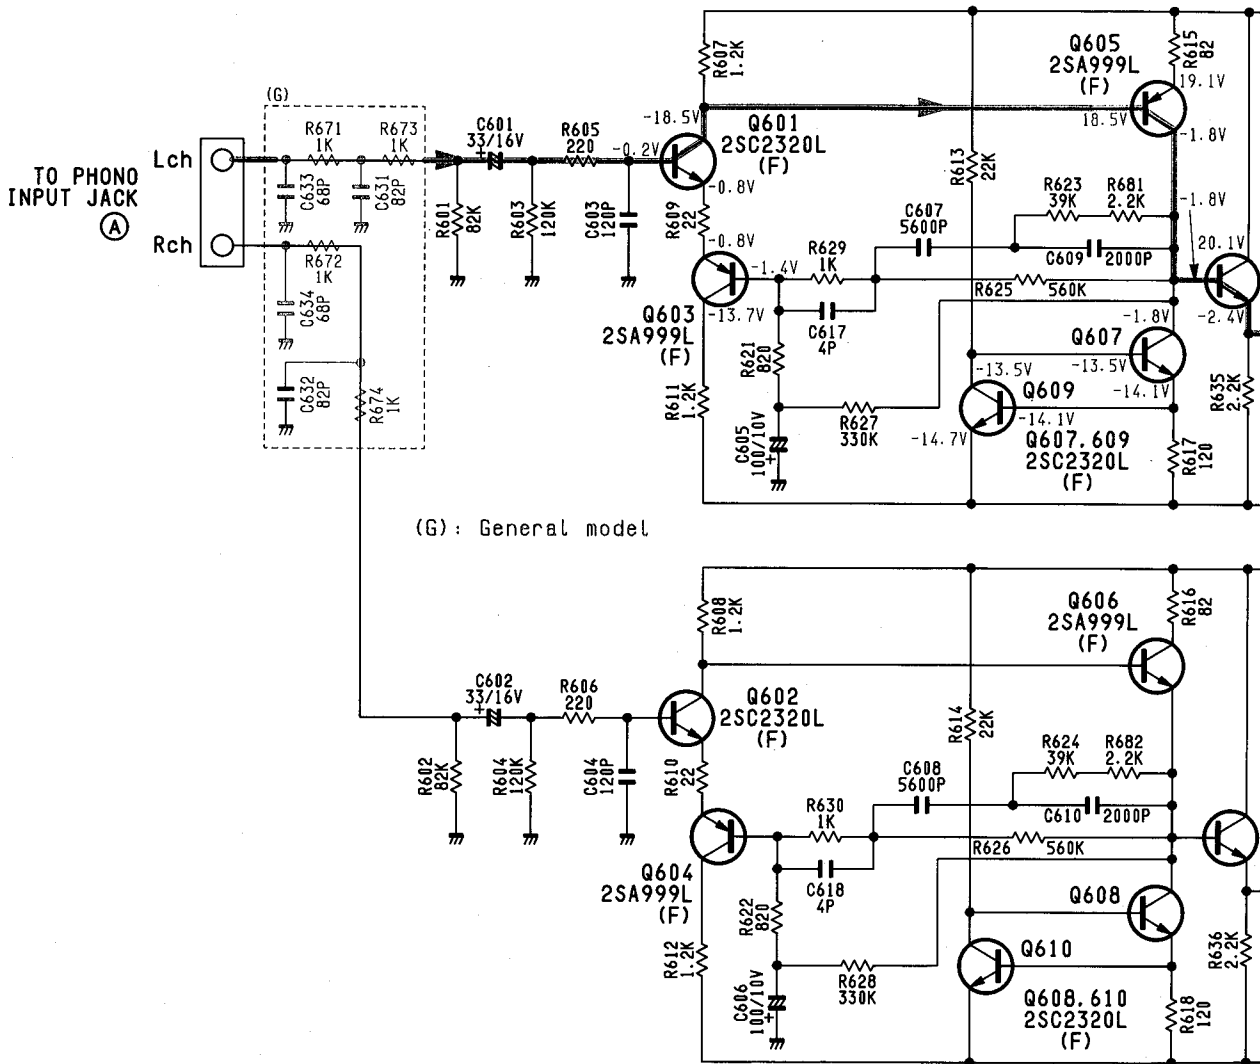 (G)
TO PHONO
INPUT JACK
A
Lch
Rch
R671
1K
R673
1K
C633
68P
C631
82P
R672
1K
C634
68P
C632
82P
R674
1K
C601
33/16V
+
R605
220
R601
82K
R603
120K
C603
120P
-0.2V
R607
1.2K
-18.5V
Q601
2SC2320L
(F)
-0.8V
R609
22
-0.8V
-1.4V
-13.7V
Q603
2SA999L
(F)
R611
1.2K
R629
1K
C617
4P
R621
820
C605
100/10V
+
R627
330K
C607
5600P
R623
39K
R681
2.2K
C609
2000P
R625
560K
R613
22K
Q605
2SA999L
(F)
R615
82
19.1V
18.5V
-1.8V
-1.8V
20.1V
-2.4V
-1.8V
Q607
-13.5V
-13.5V
-14.1V
Q609
-14.1V
-14.7V
Q607.609
2SC2320L
(F)
R617
120
R635
2.2K
(G): General model
C602
33/16V
+
R606
220
R602
82K
R604
120K
C604
120P
R608
1.2K
Q602
2SC2320L
(F)
R610
22
Q604
2SA999L
(F)
R612
1.2K
R630
1K
C618
4P
R622
820
C606
100/10V
+
R628
330K
C608
5600P
R624
39K
R682
2.2K
C610
2000P
R626
560K
R614
22K
Q606
2SA999L
(F)
R616
82
Q608
Q610
Q608.610
2SC2320L
(F)
R618
120
R636
2.2K